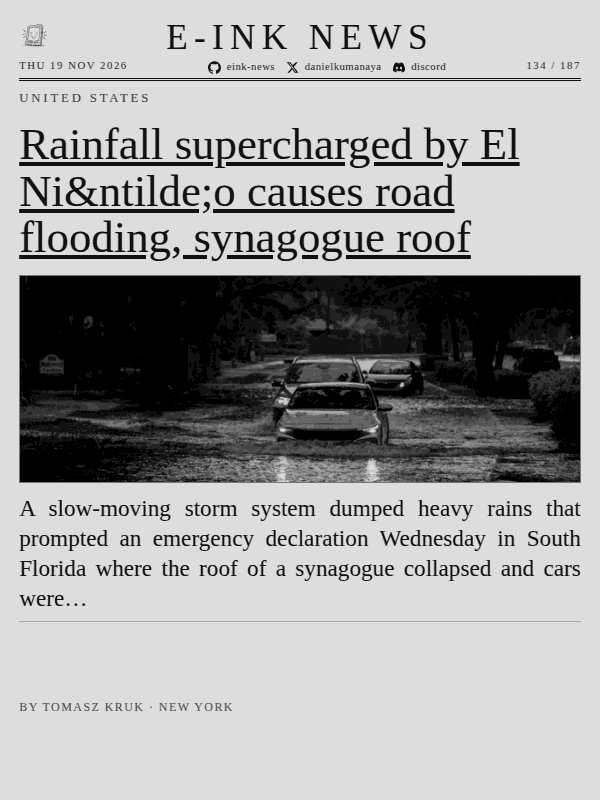 E-INK NEWS
THU 19 NOV 2026
eink-news
danielkumanaya
discord
134 / 187
UNITED STATES
Rainfall supercharged by El
Ni&ntilde;o causes road
flooding, synagogue roof
A slow-moving storm system dumped heavy rains that
prompted an emergency declaration Wednesday in South
Florida where the roof of a synagogue collapsed and cars
were…
BY TOMASZ KRUK · NEW YORK